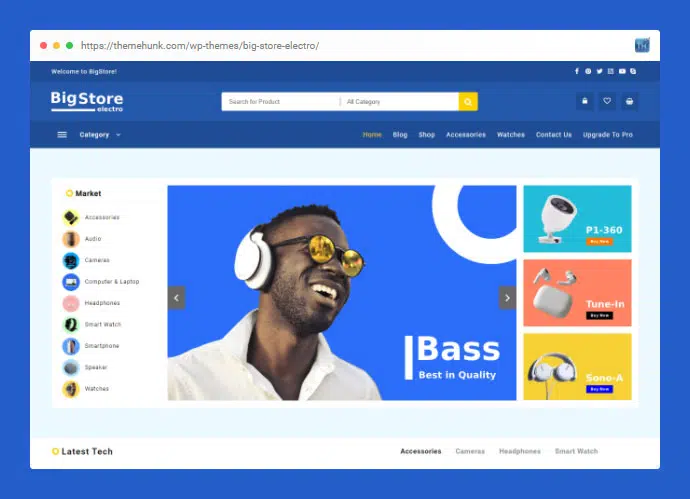 https://themehunk.com/wp-themes/big-store-electro/
TH
Welcome to BigStore!
BigStore
electro
Search for Product
All Category
Category
Home Blog Shop Accessories Watches Contact Us Upgrade To Pro
Market
Accessories
Audio
Cameras
Computer & Laptop
Headphones
Smart Watch
Smartphone
Speaker
Watches
Bass
Best in Quality
P1-360
Buy Now
Tune-In
Buy Now
Sono-A
Buy Now
Latest Tech
Accessories Cameras Headphones Smart Watch